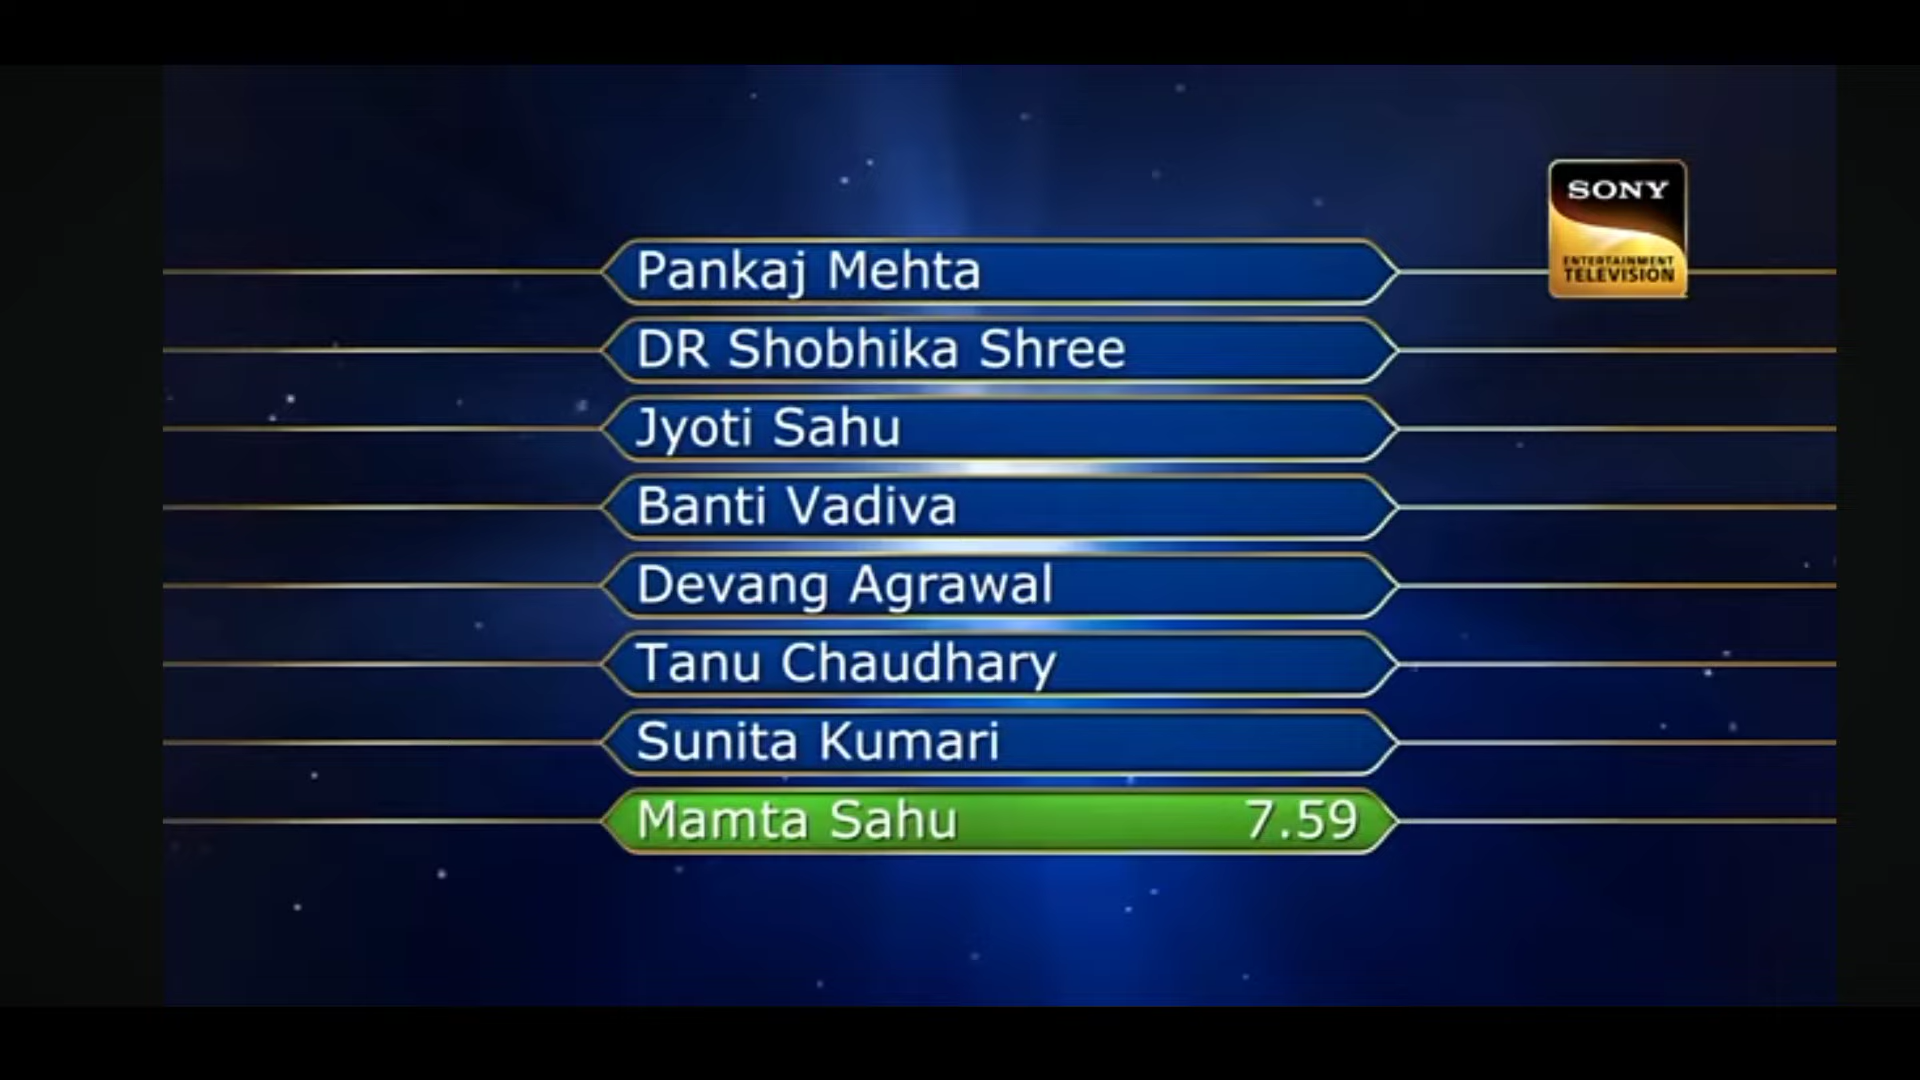 SONY
ENTERTAINMENT
TELEVISION
Pankaj Mehta
DR Shobhika Shree
Jyoti Sahu
Banti Vadiva
Devang Agrawal
Tanu Chaudhary
Sunita Kumari
Mamta Sahu 7.59